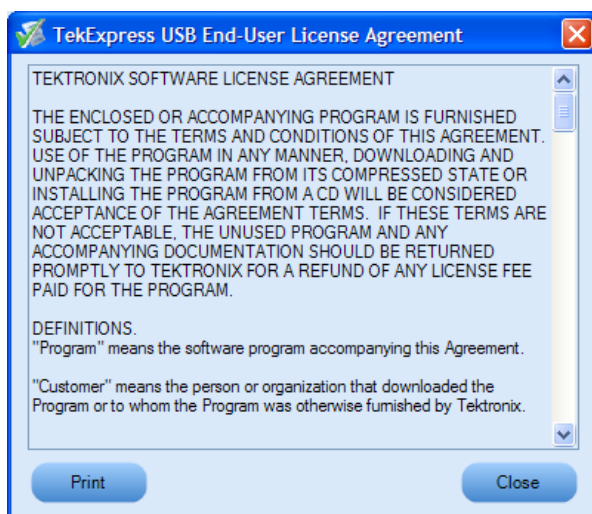 TekExpress USB End-User License Agreement
TEKTRONIX SOFTWARE LICENSE AGREEMENT
THE ENCLOSED OR ACCOMPANYING PROGRAM IS FURNISHED
SUBJECT TO THE TERMS AND CONDITIONS OF THIS AGREEMENT.
USE OF THE PROGRAM IN ANY MANNER, DOWNLOADING AND
UNPACKING THE PROGRAM FROM ITS COMPRESSED STATE OR
INSTALLING THE PROGRAM FROM A CD WILL BE CONSIDERED
ACCEPTANCE OF THE AGREEMENT TERMS.  IF THESE TERMS ARE
NOT ACCEPTABLE, THE UNUSED PROGRAM AND ANY
ACCOMPANYING DOCUMENTATION SHOULD BE RETURNED
PROMPTLY TO TEKTRONIX FOR A REFUND OF ANY LICENSE FEE
PAID FOR THE PROGRAM.
DEFINITIONS.
"Program" means the software program accompanying this Agreement.
"Customer" means the person or organization that downloaded the
Program or to whom the Program was otherwise furnished by Tektronix.
Print
Close